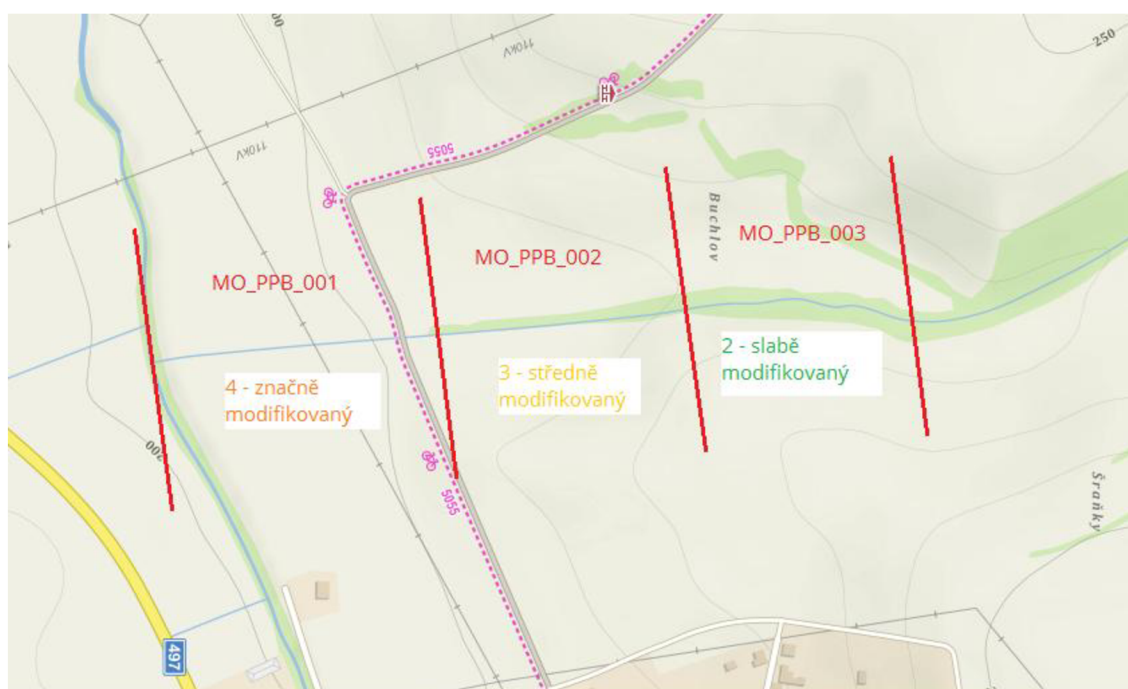 00
110kV
250
5055
110kV
Buchlov
MO_PPB_003
MO_PPB_002
MO_PPB_001
2 - slabě
modifikovaný
3 - středně
modifikovaný
4 - značně
modifikovaný
200
5055
Šraňky
497